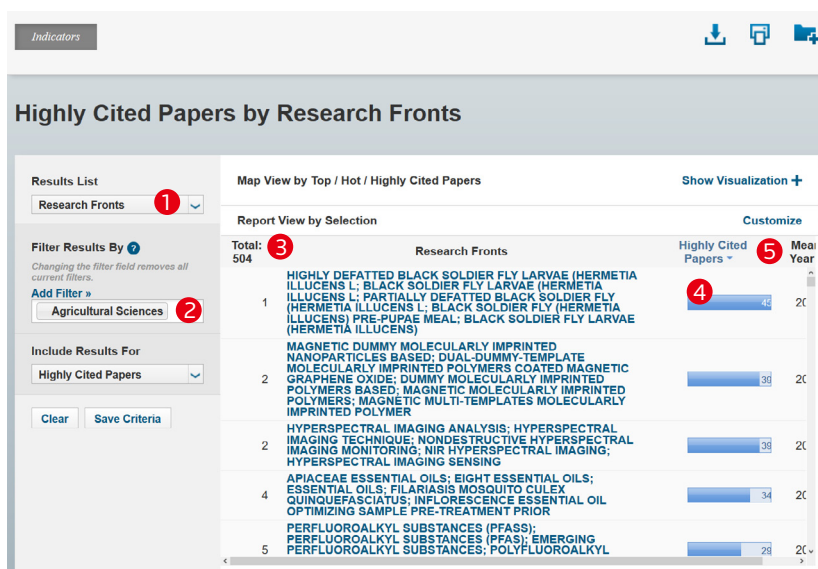 Indicators
Highly Cited Papers by Research Fronts
Results List
Research Fronts
1
Filter Results By ?
Changing the filter field removes all
current filters.
Add Filter »
Agricultural Sciences
2
Include Results For
Highly Cited Papers
Clear Save Criteria
Map View by Top / Hot / Highly Cited Papers Show Visualization +
Report View by Selection Customize
Total: 3 Research Fronts Highly Cited 5 Mean
504 Papers Year
1 HIGHLY DEFATTED BLACK SOLDIER FLY LARVAE (HERMETIA
ILLUCENS L; BLACK SOLDIER FLY LARVAE (HERMETIA
ILLUCENS L; PARTIALLY DEFATTED BLACK SOLDIER FLY
(HERMETIA ILLUCENS L; BLACK SOLDIER FLY (HERMETIA
ILLUCENS) PRE-PUPAE MEAL; BLACK SOLDIER FLY LARVAE
(HERMETIA ILLUCENS)
4
20
2 MAGNETIC DUMMY MOLECULARLY IMPRINTED
NANOPARTICLES BASED; DUAL-DUMMY-TEMPLATE
MOLECULARLY IMPRINTED POLYMERS COATED MAGNETIC
GRAPHENE OXIDE; DUMMY MOLECULARLY IMPRINTED
POLYMERS BASED; MAGNETIC MOLECULARLY IMPRINTED
POLYMERS; MAGNETIC MULTI-TEMPLATES MOLECULARLY
IMPRINTED POLYMER
39 20
2 HYPERSPECTRAL IMAGING ANALYSIS; HYPERSPECTRAL
IMAGING TECHNIQUE; NONDESTRUCTIVE HYPERSPECTRAL
IMAGING MONITORING; NIR HYPERSPECTRAL IMAGING;
HYPERSPECTRAL IMAGING SENSING
39 20
4 APIACEAE ESSENTIAL OILS; EIGHT ESSENTIAL OILS;
ESSENTIAL OILS; FILARIASIS MOSQUITO CULEX
QUINQUEFASCIATUS; INFLORESCENCE ESSENTIAL OIL
OPTIMIZING SAMPLE PRE-TREATMENT PRIOR
34 20
5 PERFLUOROALKYL SUBSTANCES (PFASS);
PERFLUOROALKYL SUBSTANCES (PFAS); EMERGING
PERFLUOROALKYL SUBSTANCES; POLYFLUOROALKYL
29 20